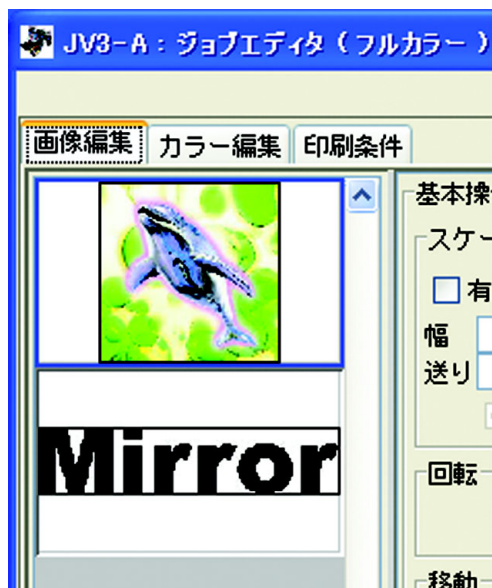 JV3-A：ジョブエディタ（フルカラー）
画像編集 カラー編集 印刷条件
基本操
スケー
有
幅
送り
Mirror
回転
移動